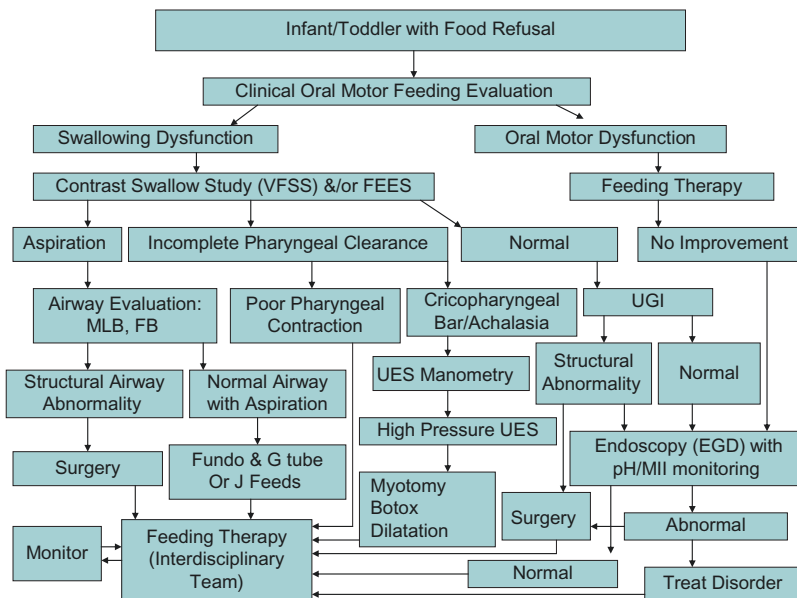 Infant/Toddler with Food Refusal
Clinical Oral Motor Feeding Evaluation
Swallowing Dysfunction
Oral Motor Dysfunction
Contrast Swallow Study (VFSS) &/or FEES
Feeding Therapy
Aspiration
Incomplete Pharyngeal Clearance
Normal
No Improvement
Airway Evaluation:
MLB, FB
Poor Pharyngeal
Contraction
Cricopharyngeal
Bar/Achalasia
UGI
Structural Airway
Abnormality
Normal Airway
with Aspiration
UES Manometry
Structural
Abnormality
Normal
High Pressure UES
Endoscopy (EGD) with
pH/MII monitoring
Surgery
Fundo & G tube
Or J Feeds
Myotomy
Botox
Dilatation
Surgery
Abnormal
Monitor
Feeding Therapy
(Interdisciplinary
Team)
Normal
Treat Disorder